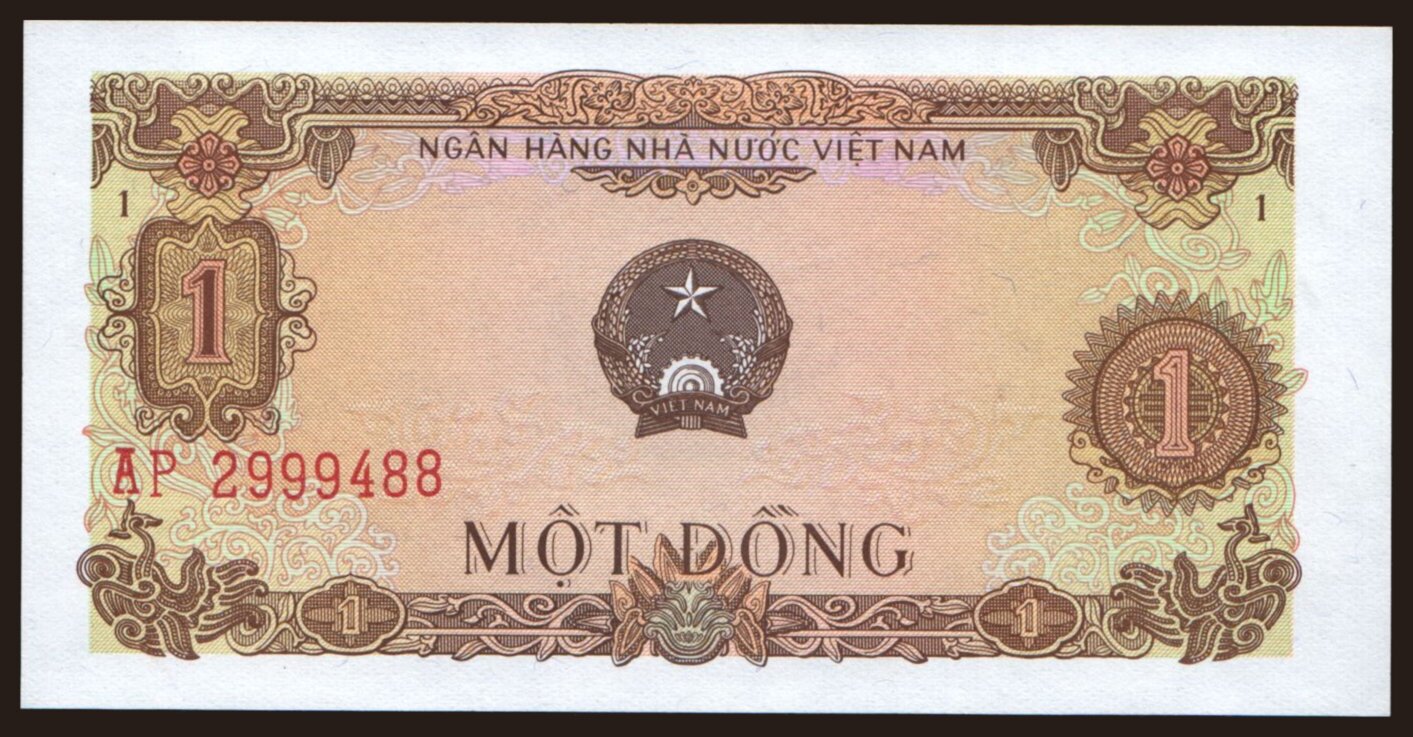 NGÂN HÀNG NHÀ NƯỚC VIỆT NAM
1
1
1
VIỆT NAM
1
AP 2999488
MỘT ĐỒNG
1
1